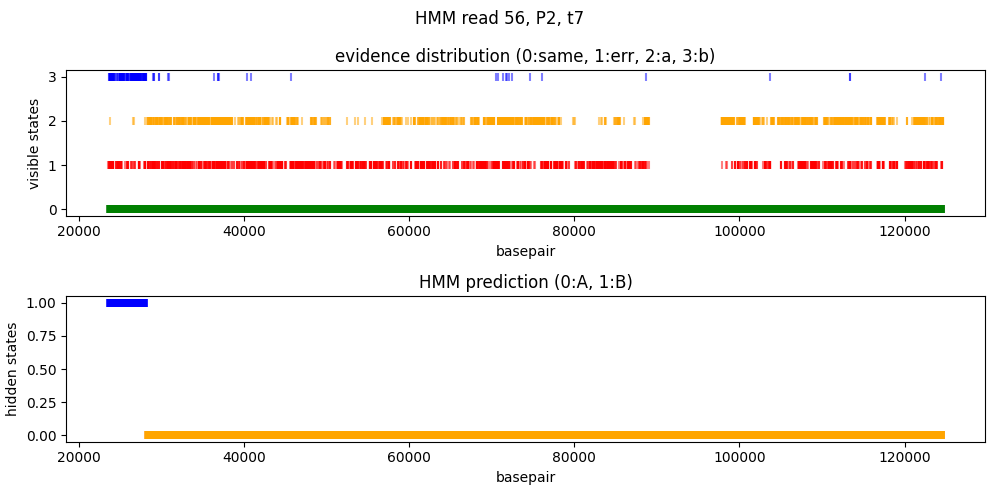 HMM read 56, P2, t7
evidence distribution (0:same, 1:err, 2:a, 3:b)
visible states
3
2
1
0
20000 40000 60000 80000 100000 120000
basepair
HMM prediction (0:A, 1:B)
hidden states
1.00
0.75
0.50
0.25
0.00
20000 40000 60000 80000 100000 120000
basepair